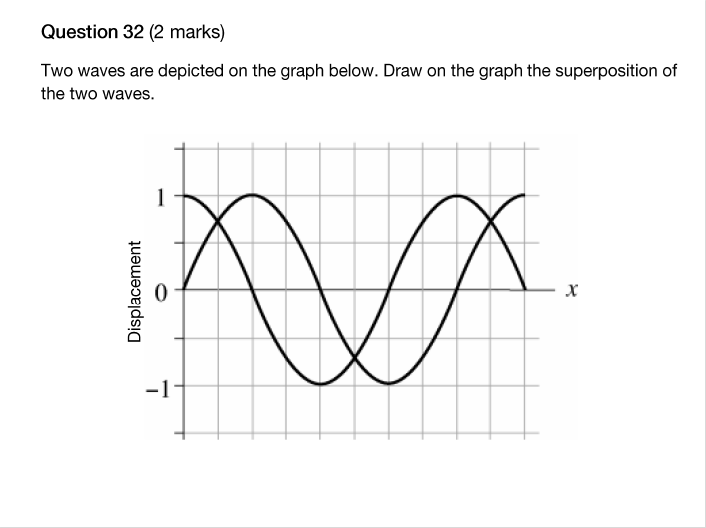 Question 32 (2 marks)
Two waves are depicted on the graph below. Draw on the graph the superposition of
the two waves.
1
Displacement
0
x
−1